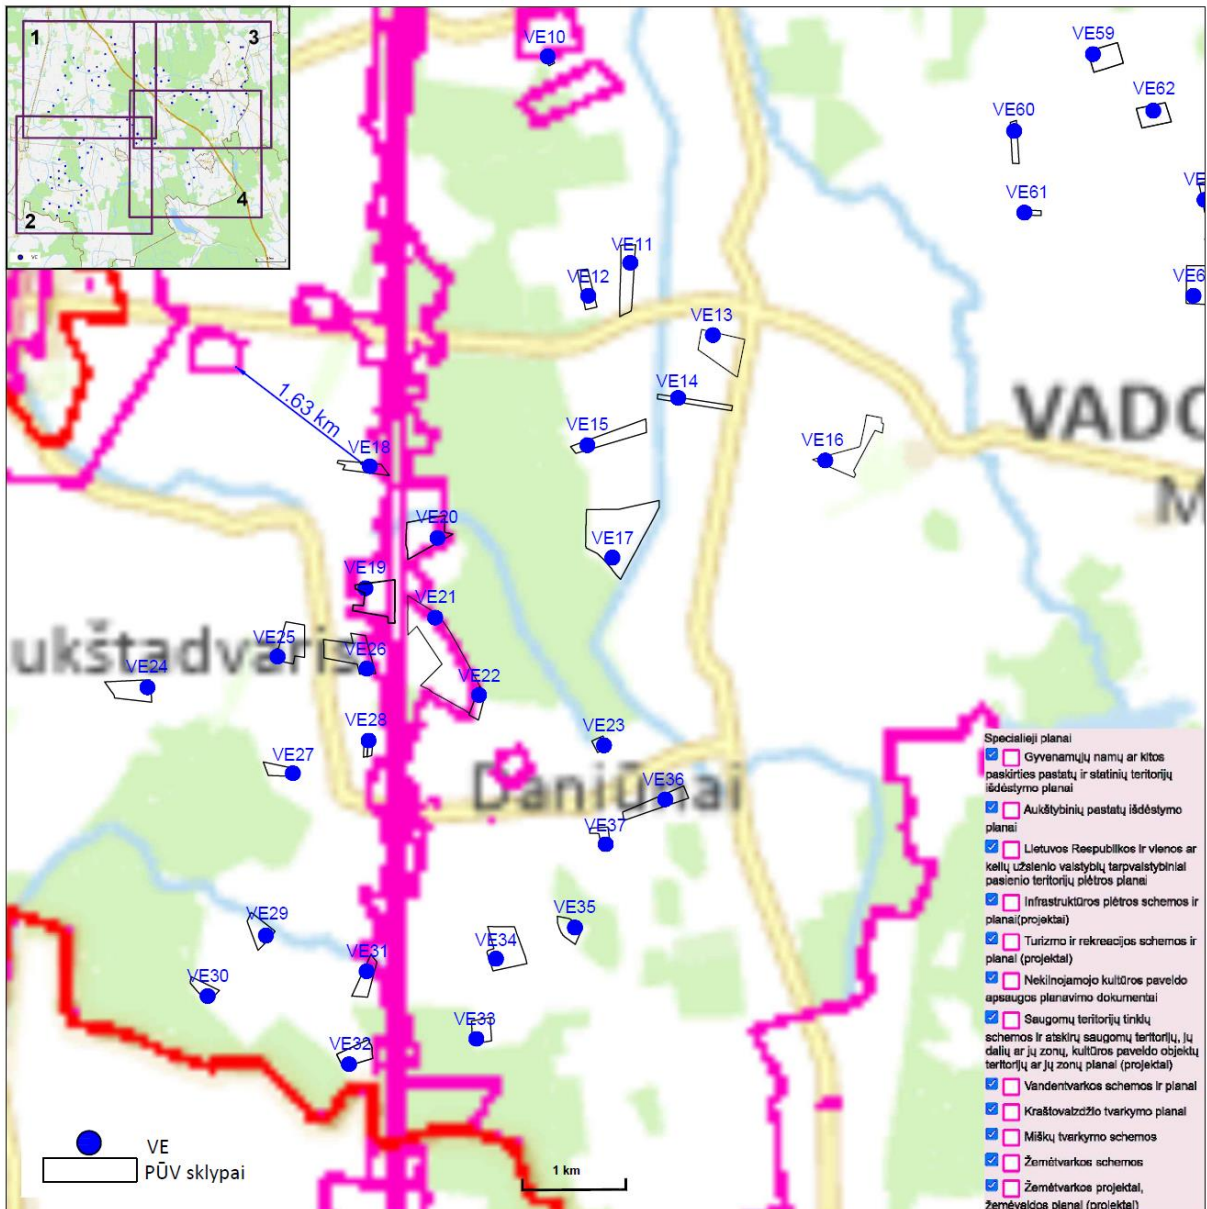 1
3
2
4
VE10
VE59
VE62
VE60
VE
VE61
VE11
VE12
VE6
VE13
1.63 km
VE14
VADO
VE15
VE18
VE16
M
VE20
VE17
VE19
VE21
ukštadvaris
VE25
VE26
VE24
VE22
VE28
VE23
VE27
Daniūnai
VE36
VE37
VE29
VE35
VE34
VE31
VE30
VE33
VE32
Specialieji planai
Gyvenamųjų namų ar kitos
paskirties pastatų ir statinių teritorijų
išdėstymo planai
Aukštybinių pastatų išdėstymo
planai
Lietuvos Respublikos ir vienos ar
kelių užsienio valstybių tarpvalstybiniai
pasienio teritorijų plėtros planai
Infrastruktūros plėtros schemos ir
planai(projektai)
Turizmo ir rekreacijos schemos ir
planai (projektai)
Nekilnojamojo kultūros paveldo
apsaugos planavimo dokumentai
Saugomų teritorijų tinklų
schemos ir atskirų saugomų teritorijų, jų
dalių ar jų zonų, kultūros paveldo objektų
teritorijų ar jų zonų planai (projektai)
Vandentvarkos schemos ir planai
Kraštovaizdžio tvarkymo planai
Miškų tvarkymo schemos
Žemėtvarkos schemos
Žemėtvarkos projektai,
žemėvaldos planai (projektai)
VE
PŪV sklypai
1 km